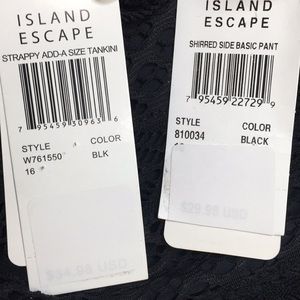 ISLAND
ESCAPE
STRAPPY ADD-A SIZE TANKINI
7 95459 30963 6
STYLE COLOR
W761550 BLK
16
$34.98 USD
ISLAND
ESCAPE
SHIRRED SIDE BASIC PANT
7 95459 22729 9
STYLE COLOR
810034 BLACK
$29.98 USD